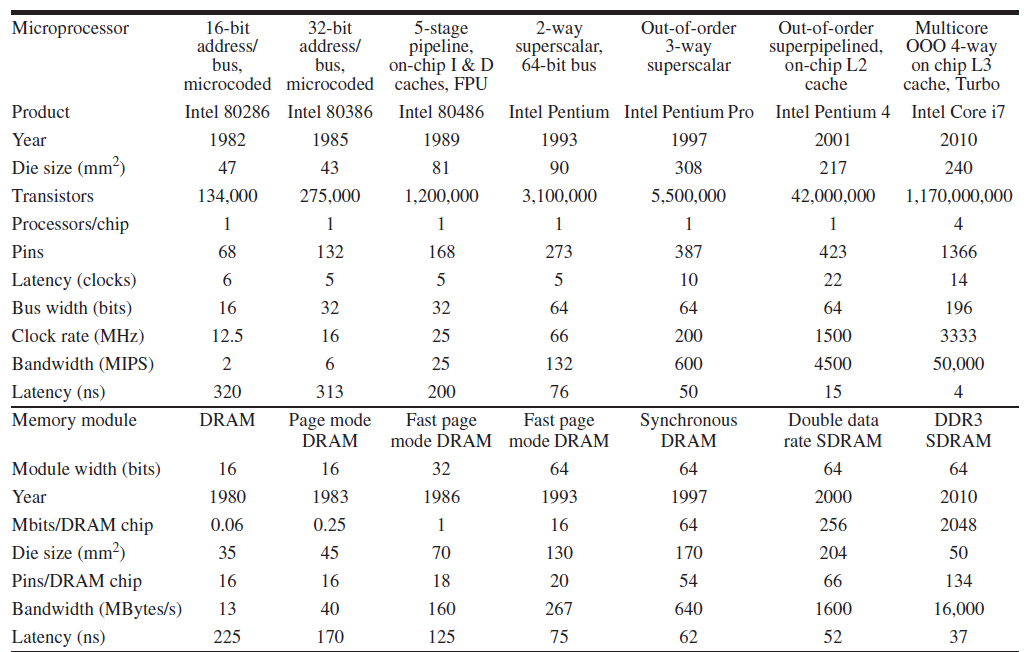 Microprocessor 16-bit address/ bus, microcoded 32-bit address/ bus, microcoded 5-stage pipeline, on-chip I & D caches, FPU 2-way superscalar, 64-bit bus Out-of-order 3-way superscalar Out-of-order superpipelined, on-chip L2 cache Multicore OOO 4-way on chip L3 cache, Turbo
Product Intel 80286 Intel 80386 Intel 80486 Intel Pentium Intel Pentium Pro Intel Pentium 4 Intel Core i7
Year 1982 1985 1989 1993 1997 2001 2010
Die size (mm²) 47 43 81 90 308 217 240
Transistors 134,000 275,000 1,200,000 3,100,000 5,500,000 42,000,000 1,170,000,000
Processors/chip 1 1 1 1 1 1 4
Pins 68 132 168 273 387 423 1366
Latency (clocks) 6 5 5 5 10 22 14
Bus width (bits) 16 32 32 64 64 64 196
Clock rate (MHz) 12.5 16 25 66 200 1500 3333
Bandwidth (MIPS) 2 6 25 132 600 4500 50,000
Latency (ns) 320 313 200 76 50 15 4
Memory module DRAM Page mode DRAM Fast page mode DRAM Fast page mode DRAM Synchronous DRAM Double data rate SDRAM DDR3 SDRAM
Module width (bits) 16 16 32 64 64 64 64
Year 1980 1983 1986 1993 1997 2000 2010
Mbits/DRAM chip 0.06 0.25 1 16 64 256 2048
Die size (mm²) 35 45 70 130 170 204 50
Pins/DRAM chip 16 16 18 20 54 66 134
Bandwidth (MBytes/s) 13 40 160 267 640 1600 16,000
Latency (ns) 225 170 125 75 62 52 37